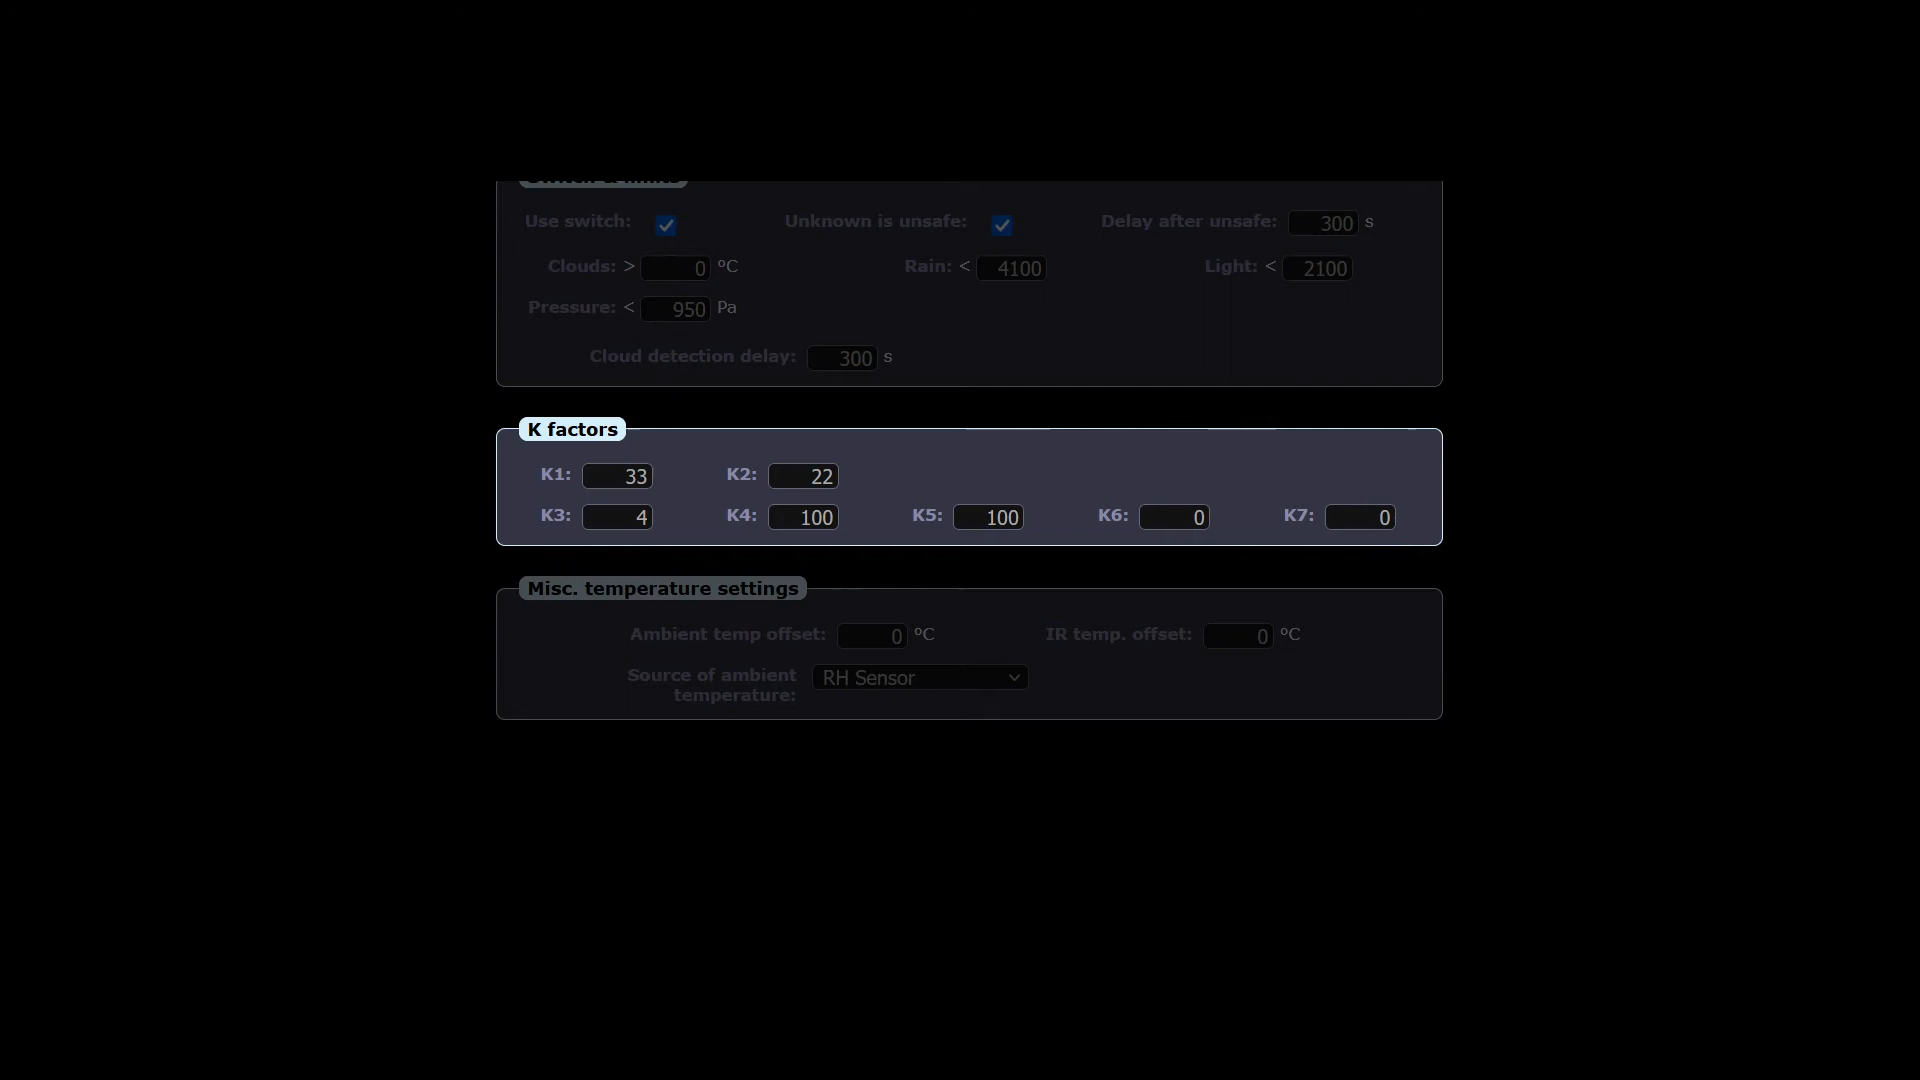 Use switch: Unknown is unsafe: Delay after unsafe: 300 s
Clouds: > 0 ºC Rain: < 4100 Light: < 2100
Pressure: < 950 Pa
Cloud detection delay: 300 s
K factors
K1: 33 K2: 22
K3: 4 K4: 100 K5: 100 K6: 0 K7: 0
Misc. temperature settings
Ambient temp offset: 0 ºC IR temp. offset: 0 ºC
Source of ambient temperature: RH Sensor